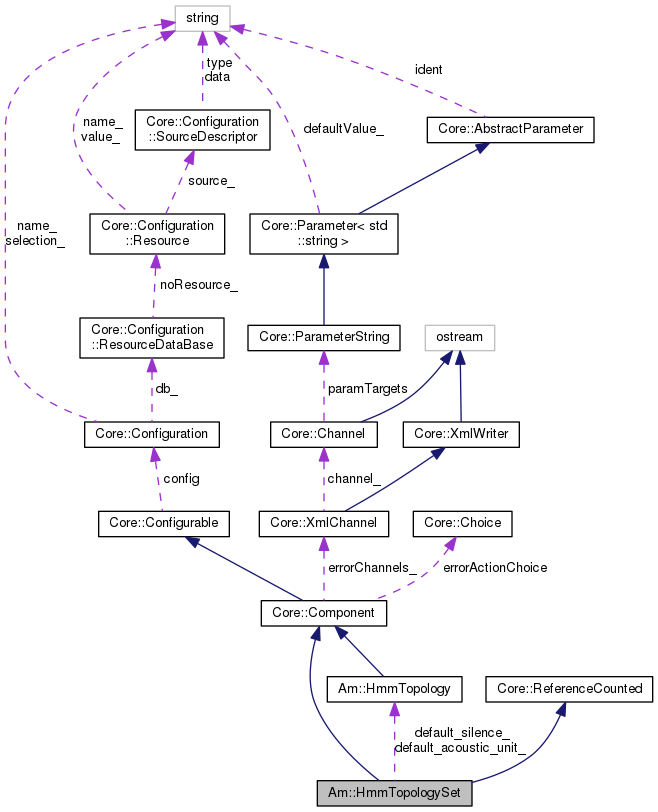 string
type
data
ident
Core::Configuration
::SourceDescriptor
name_
value_
defaultValue_
Core::AbstractParameter
source_
name_
selection_
Core::Configuration
::Resource
Core::Parameter< std
::string >
noResource_
Core::Configuration
::ResourceDataBase
Core::ParameterString
ostream
db_
paramTargets
Core::Configuration
Core::Channel
Core::XmlWriter
config
channel_
Core::Configurable
Core::XmlChannel
Core::Choice
errorChannels_
errorActionChoice
Core::Component
Am::HmmTopology
Core::ReferenceCounted
default_silence_
default_acoustic_unit_
Am::HmmTopologySet